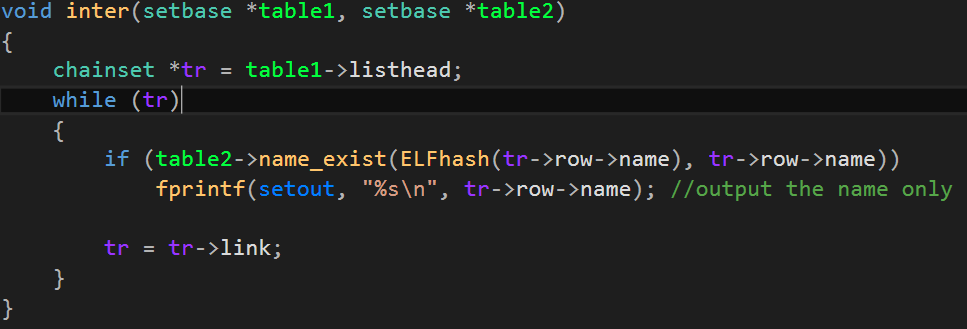 void inter(setbase *table1, setbase *table2)
{
    chainset *tr = table1->listhead;
    while (tr)
    {
        if (table2->name_exist(ELFhash(tr->row->name), tr->row->name))
            fprintf(setout, "%s\n", tr->row->name); //output the name only

        tr = tr->link;
    }
}